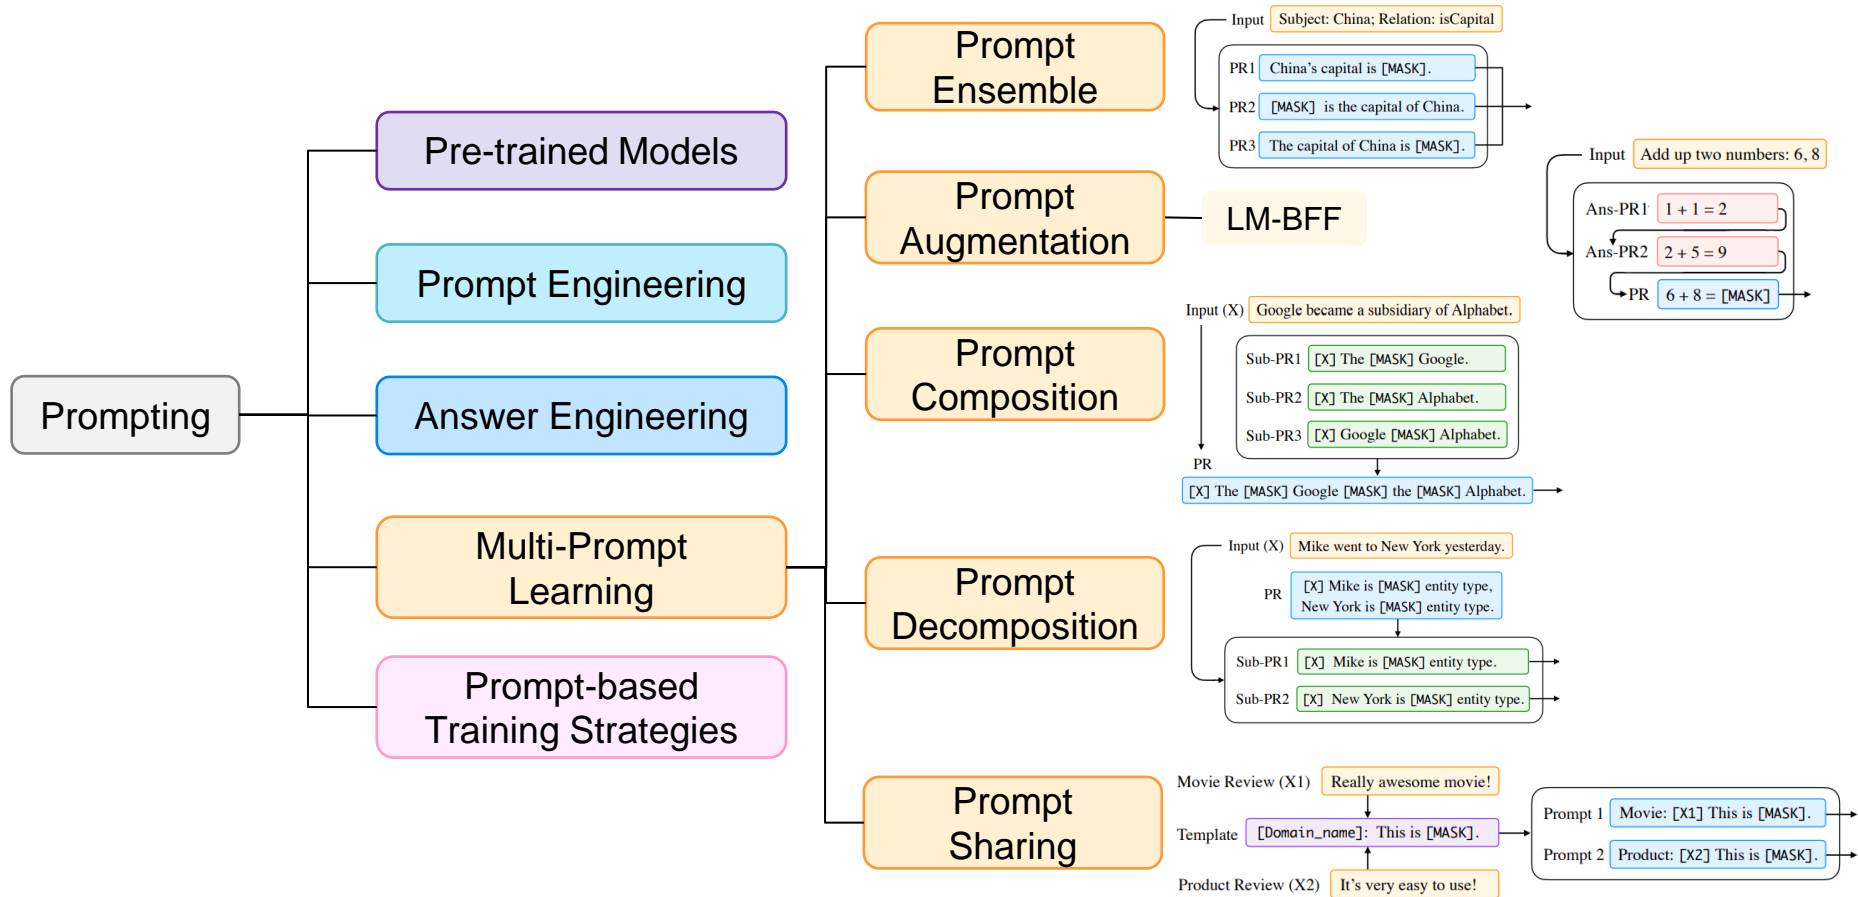 Prompting
Pre-trained Models
Prompt Engineering
Answer Engineering
Multi-Prompt
Learning
Prompt-based
Training Strategies
Prompt
Ensemble
Input
Subject: China; Relation: isCapital
PR1 China's capital is [MASK].
PR2 [MASK] is the capital of China.
PR3 The capital of China is [MASK].
Prompt
Augmentation
LM-BFF
Input
Add up two numbers: 6, 8
Ans-PR1 1 + 1 = 2
Ans-PR2 2 + 5 = 9
PR 6 + 8 = [MASK]
Prompt
Composition
Input (X) Google became a subsidiary of Alphabet.
Sub-PR1 [X] The [MASK] Google.
Sub-PR2 [X] The [MASK] Alphabet.
Sub-PR3 [X] Google [MASK] Alphabet.
PR
[X] The [MASK] Google [MASK] the [MASK] Alphabet.
Prompt
Decomposition
Input (X) Mike went to New York yesterday.
PR
[X] Mike is [MASK] entity type,
New York is [MASK] entity type.
Sub-PR1 [X] Mike is [MASK] entity type.
Sub-PR2 [X] New York is [MASK] entity type.
Prompt
Sharing
Movie Review (X1) Really awesome movie!
Template [Domain_name]: This is [MASK].
Product Review (X2) It's very easy to use!
Prompt 1 Movie: [X1] This is [MASK].
Prompt 2 Product: [X2] This is [MASK].